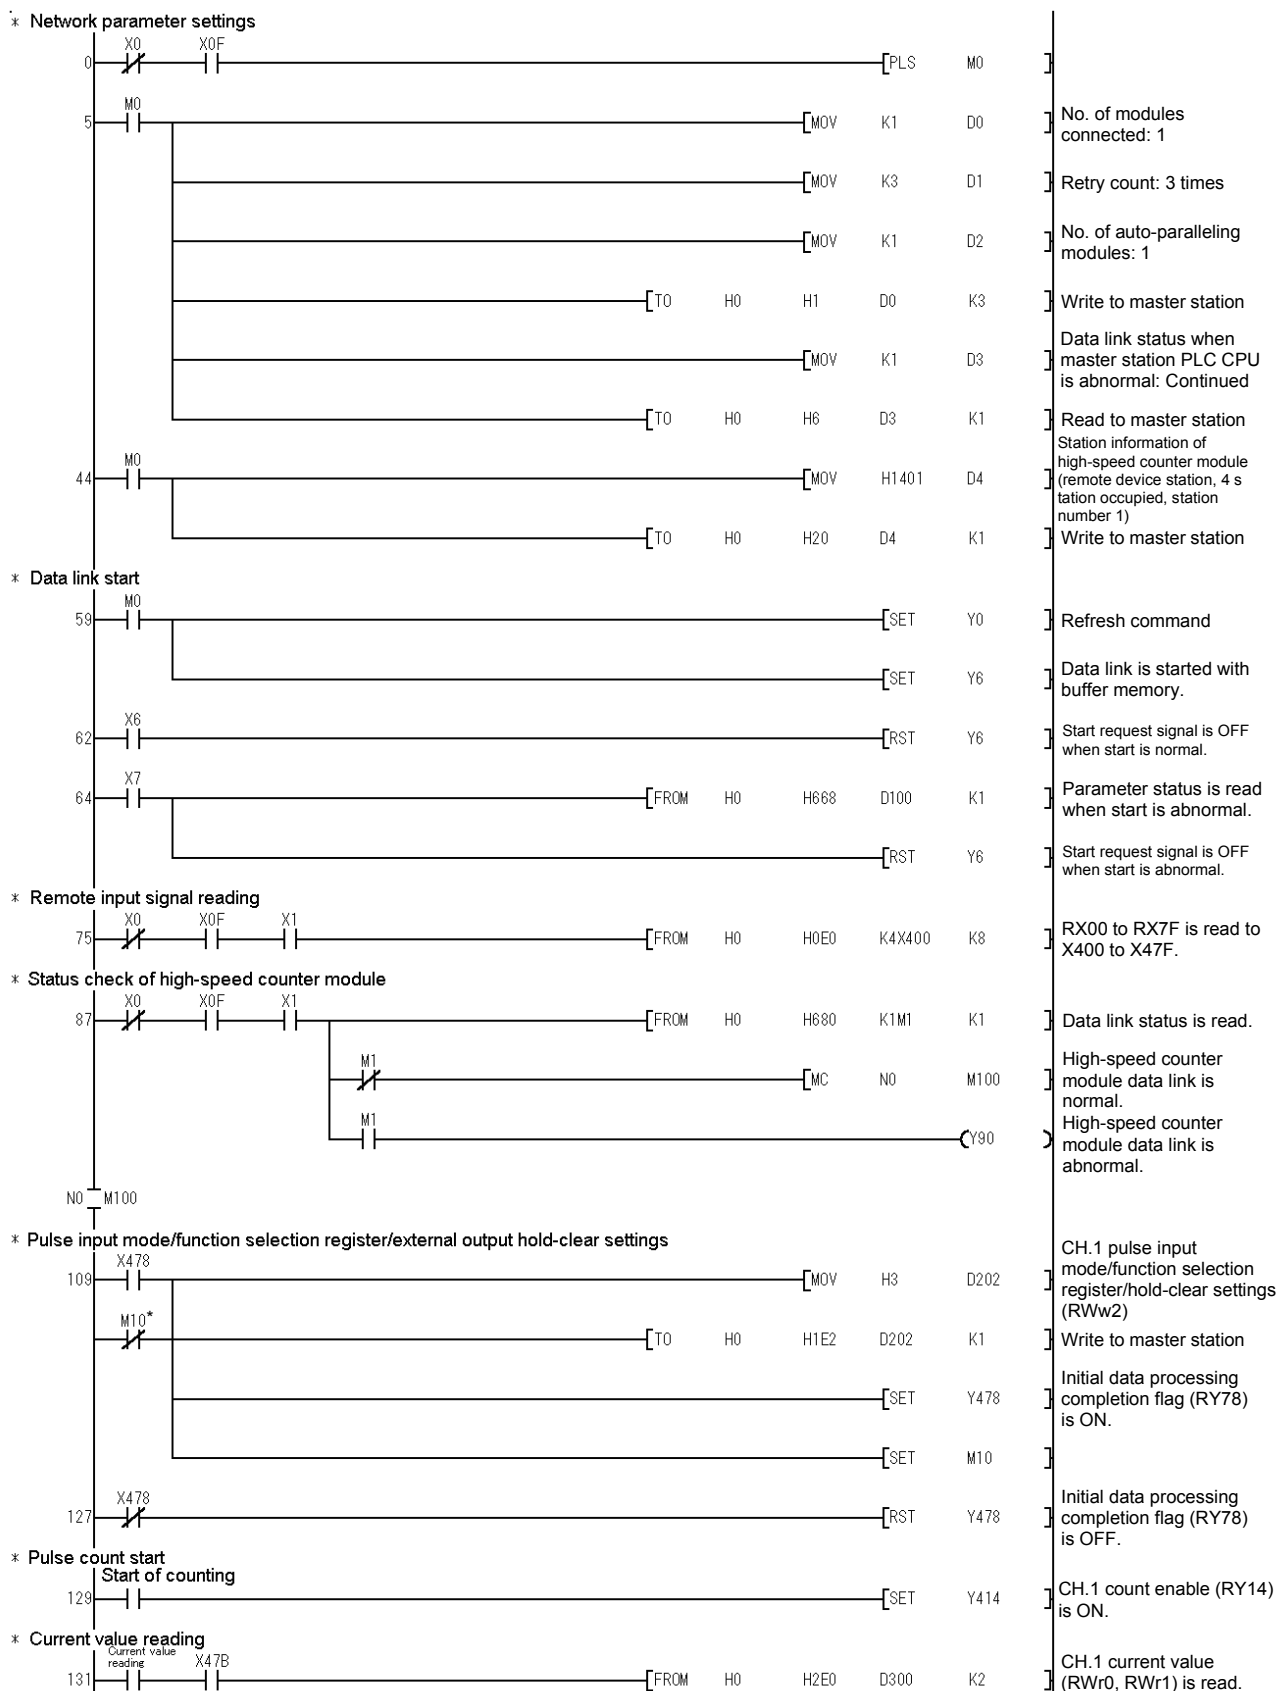 * Network parameter settings
X0 X0F
0 PLS M0
M0
5 MOV K1 D0 No. of modules
connected: 1
MOV K3 D1 Retry count: 3 times
MOV K1 D2 No. of auto-paralleling
modules: 1
TO H0 H1 D0 K3 Write to master station
Data link status when
MOV K1 D3 master station PLC CPU
is abnormal: Continued
TO H0 H6 D3 K1 Read to master station
Station information of
M0 high-speed counter module
44 MOV H1401 D4 (remote device station, 4 s
tation occupied, station
number 1)
TO H0 H20 D4 K1 Write to master station
* Data link start
M0
59 SET Y0 Refresh command
SET Y6 Data link is started with
buffer memory.
X6
62 RST Y6 Start request signal is OFF
when start is normal.
X7
64 FROM H0 H668 D100 K1 Parameter status is read
when start is abnormal.
RST Y6 Start request signal is OFF
when start is abnormal.
* Remote input signal reading
X0 X0F X1
75 FROM H0 H0E0 K4X400 K8 RX00 to RX7F is read to
X400 to X47F.
* Status check of high-speed counter module
X0 X0F X1
87 FROM H0 H680 K1M1 K1 Data link status is read.
M1 High-speed counter
MC N0 M100 module data link is
normal.
M1 High-speed counter
Y90 module data link is
abnormal.
N0 M100
* Pulse input mode/function selection register/external output hold-clear settings
X478 CH.1 pulse input
109 MOV H3 D202 mode/function selection
register/hold-clear settings
(RWw2)
M10*
TO H0 H1E2 D202 K1 Write to master station
Initial data processing
SET Y478 completion flag (RY78)
is ON.
SET M10
X478 Initial data processing
127 RST Y478 completion flag (RY78)
is OFF.
* Pulse count start
Start of counting
129 SET Y414 CH.1 count enable (RY14)
is ON.
* Current value reading
Current value
reading X47B
131 FROM H0 H2E0 D300 K2 CH.1 current value
(RWr0, RWr1) is read.